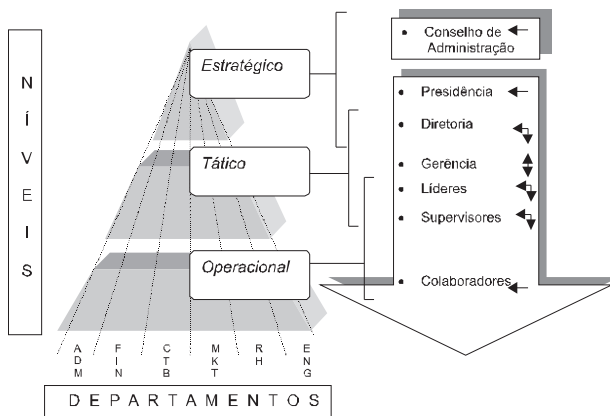 NÍVEIS
Estratégico
Tático
Operacional
• Conselho de
Administração
• Presidência
• Diretoria
• Gerência
• Líderes
• Supervisores
• Colaboradores
ADM
FIN
CTB
MKT
RH
ENG
DEPARTAMENTOS